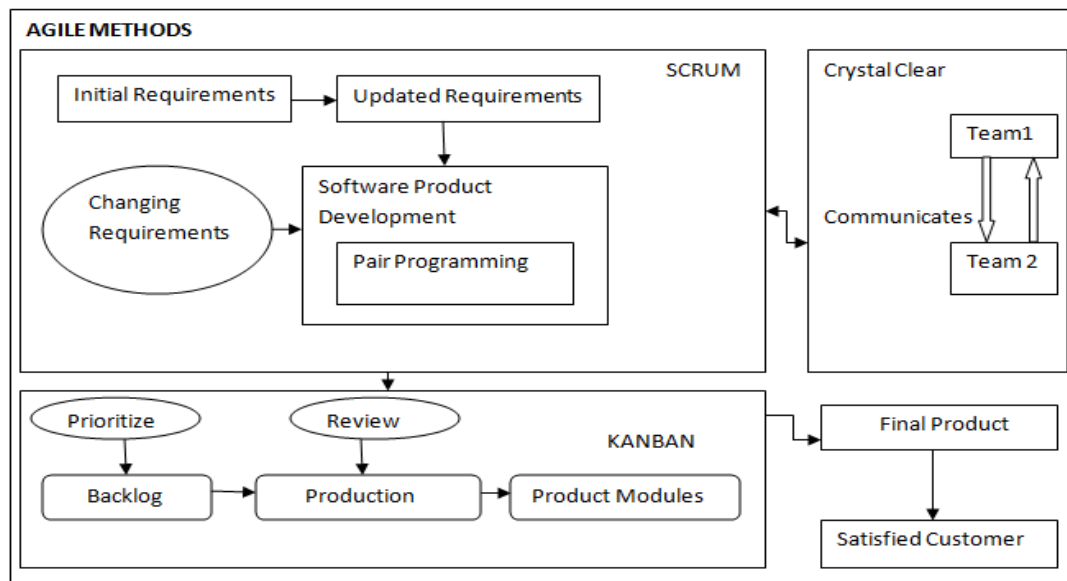 AGILE METHODS
SCRUM
Initial Requirements
Updated Requirements
Changing
Requirements
Software Product
Development
Pair Programming
Crystal Clear
Team1
Communicates
Team 2
Prioritize
Review
KANBAN
Backlog
Production
Product Modules
Final Product
Satisfied Customer